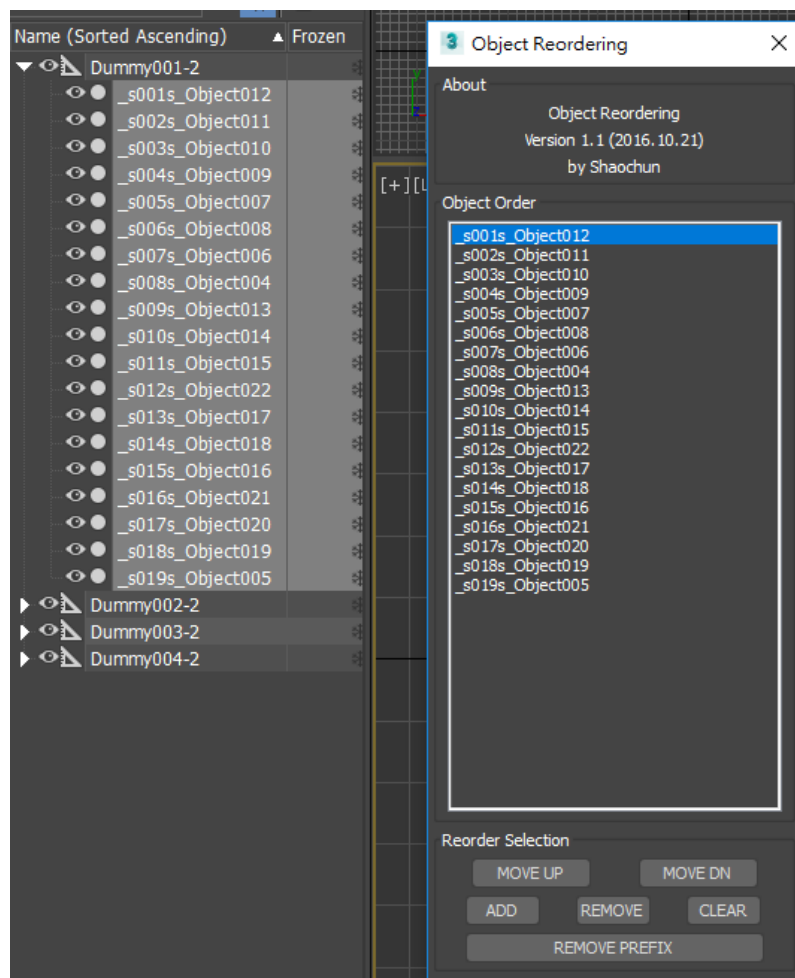 Name (Sorted Ascending)
Frozen
Dummy001-2
_s001s_Object012
_s002s_Object011
_s003s_Object010
_s004s_Object009
_s005s_Object007
_s006s_Object008
_s007s_Object006
_s008s_Object004
_s009s_Object013
_s010s_Object014
_s011s_Object015
_s012s_Object022
_s013s_Object017
_s014s_Object018
_s015s_Object016
_s016s_Object021
_s017s_Object020
_s018s_Object019
_s019s_Object005
Dummy002-2
Dummy003-2
Dummy004-2
y
[+][L
3 Object Reordering
About
Object Reordering
Version 1.1 (2016.10.21)
by Shaochun
Object Order
_s001s_Object012
_s002s_Object011
_s003s_Object010
_s004s_Object009
_s005s_Object007
_s006s_Object008
_s007s_Object006
_s008s_Object004
_s009s_Object013
_s010s_Object014
_s011s_Object015
_s012s_Object022
_s013s_Object017
_s014s_Object018
_s015s_Object016
_s016s_Object021
_s017s_Object020
_s018s_Object019
_s019s_Object005
Reorder Selection
MOVE UP
MOVE DN
ADD
REMOVE
CLEAR
REMOVE PREFIX